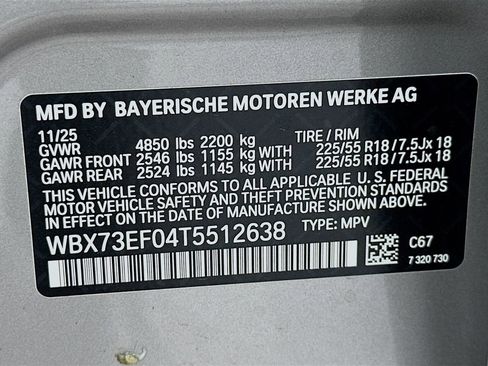 MFD BY BAYERISCHE MOTOREN WERKE AG
11/25 TIRE / RIM
GVWR 4850 lbs 2200 kg
GAWR FRONT 2546 lbs 1155 kg WITH 225/55 R18 / 7.5Jx 18
GAWR REAR 2524 lbs 1145 kg WITH 225/55 R18 / 7.5Jx 18
THIS VEHICLE CONFORMS TO ALL APPLICABLE U. S. FEDERAL
MOTOR VEHICLE SAFETY AND THEFT PREVENTION STANDARDS
IN EFFECT ON THE DATE OF MANUFACTURE SHOWN ABOVE.
WBX73EF04T5512638 TYPE: MPV
C67
7 320 730